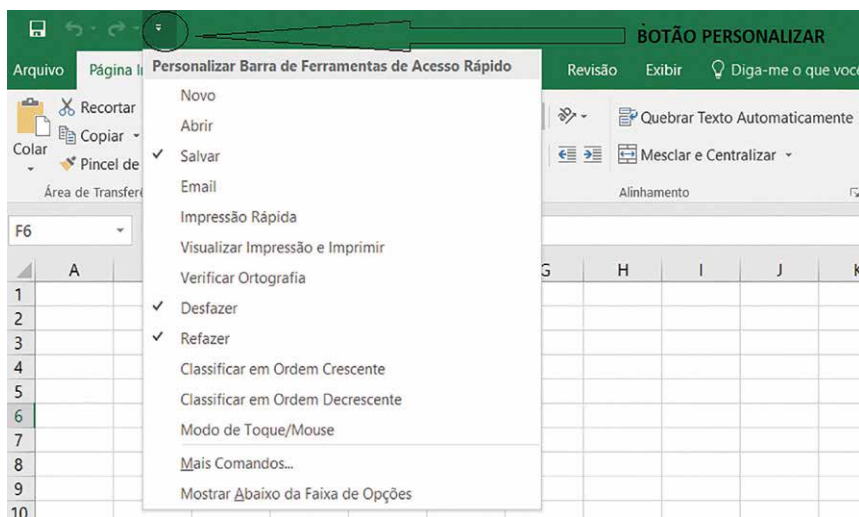 BOTÃO PERSONALIZAR
Arquivo Página I Revisão Exibir Diga-me o que você
Personalizar Barra de Ferramentas de Acesso Rápido
Novo
Abrir
Salvar
Email
Impressão Rápida
Visualizar Impressão e Imprimir
Verificar Ortografia
Desfazer
Refazer
Classificar em Ordem Crescente
Classificar em Ordem Decrescente
Modo de Toque/Mouse
Mais Comandos...
Mostrar Abaixo da Faixa de Opções
Recortar
Copiar
Colar
Pincel de
Área de Transfer
Quebrar Texto Automaticamente
Mesclar e Centralizar
Alinhamento
F6
A G H I J K
1
2
3
4
5
6
7
8
9
10